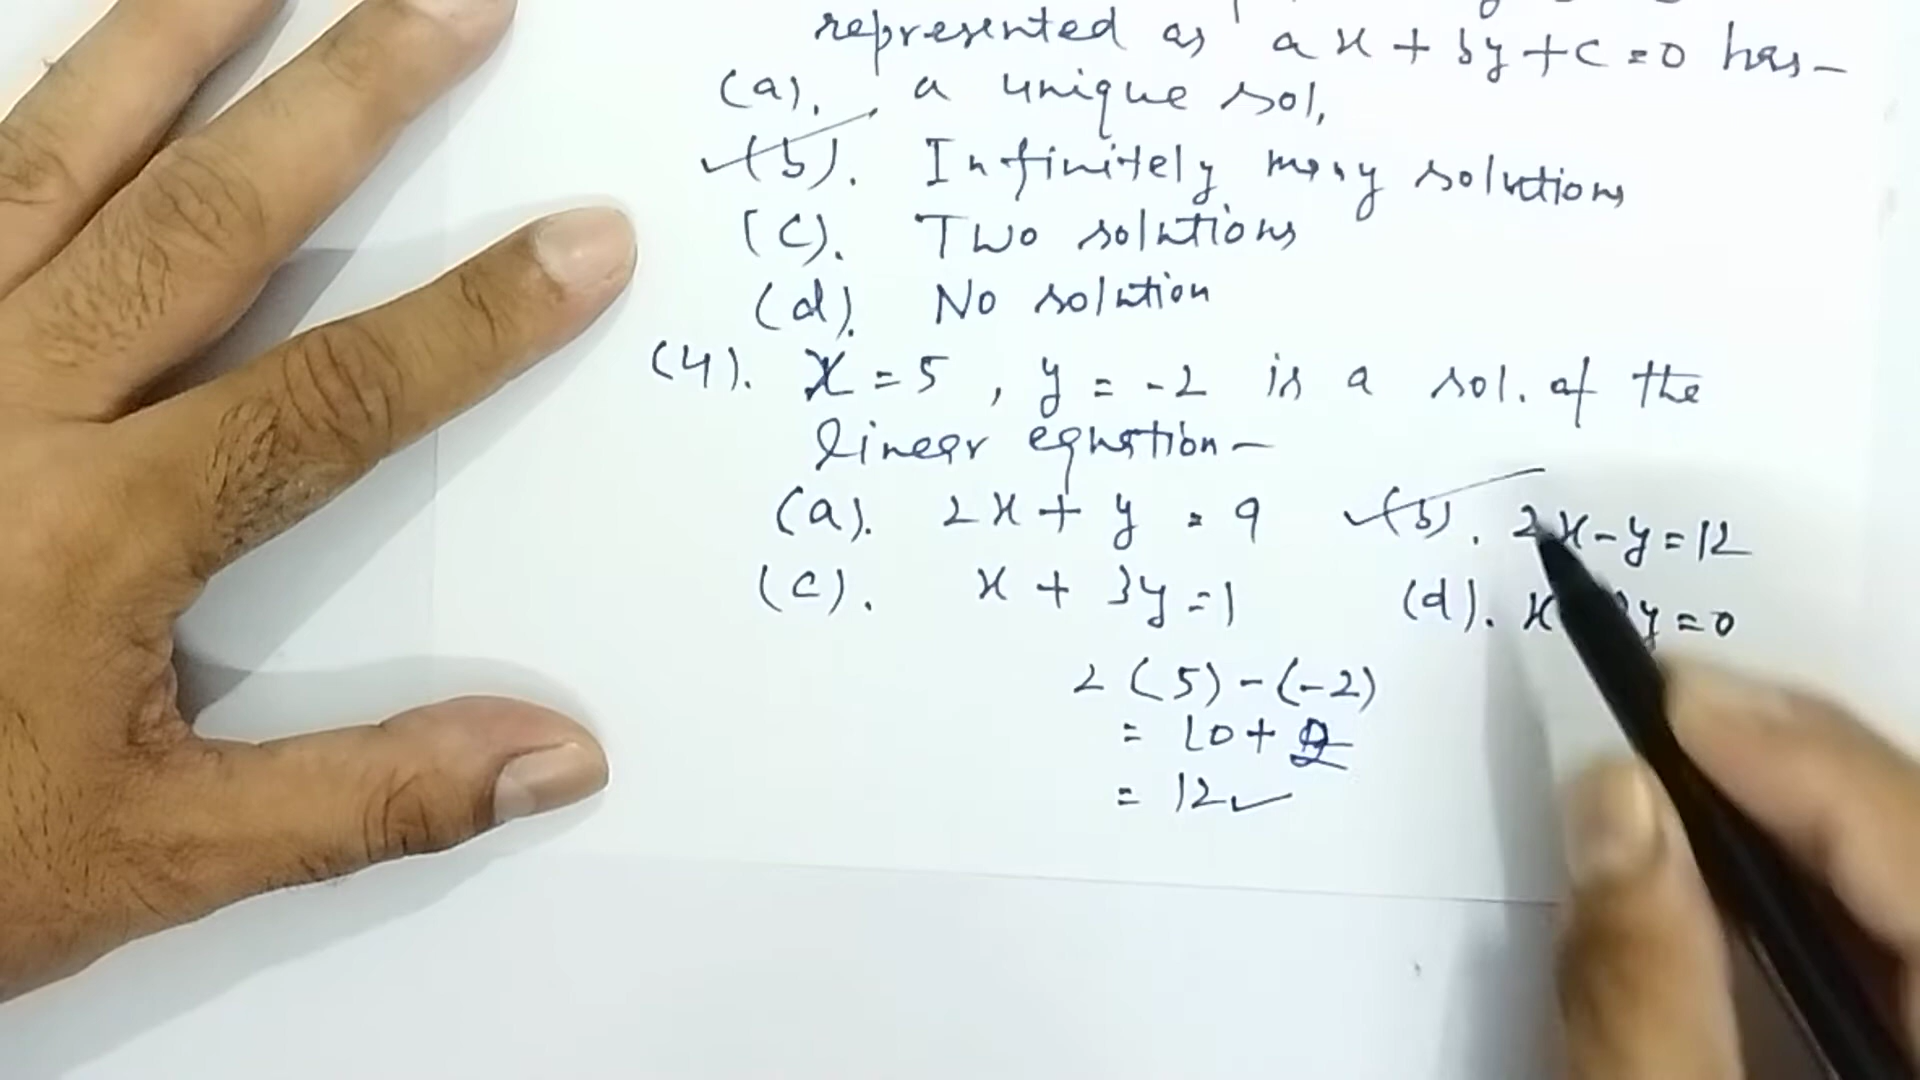 represented as ax + by + c = 0 has-
(a). a unique sol,
(b). Infinitely many solutions
(c). Two solutions
(d). No solution
(4). x = 5 , y = -2 is a sol. of the
linear equation-
(a). 2x + y = 9 (b). 2x - y = 12
(c). x + 3y = 1 (d). x y = 0
2 (5) - (-2)
= 10 + 2
= 12 ✓